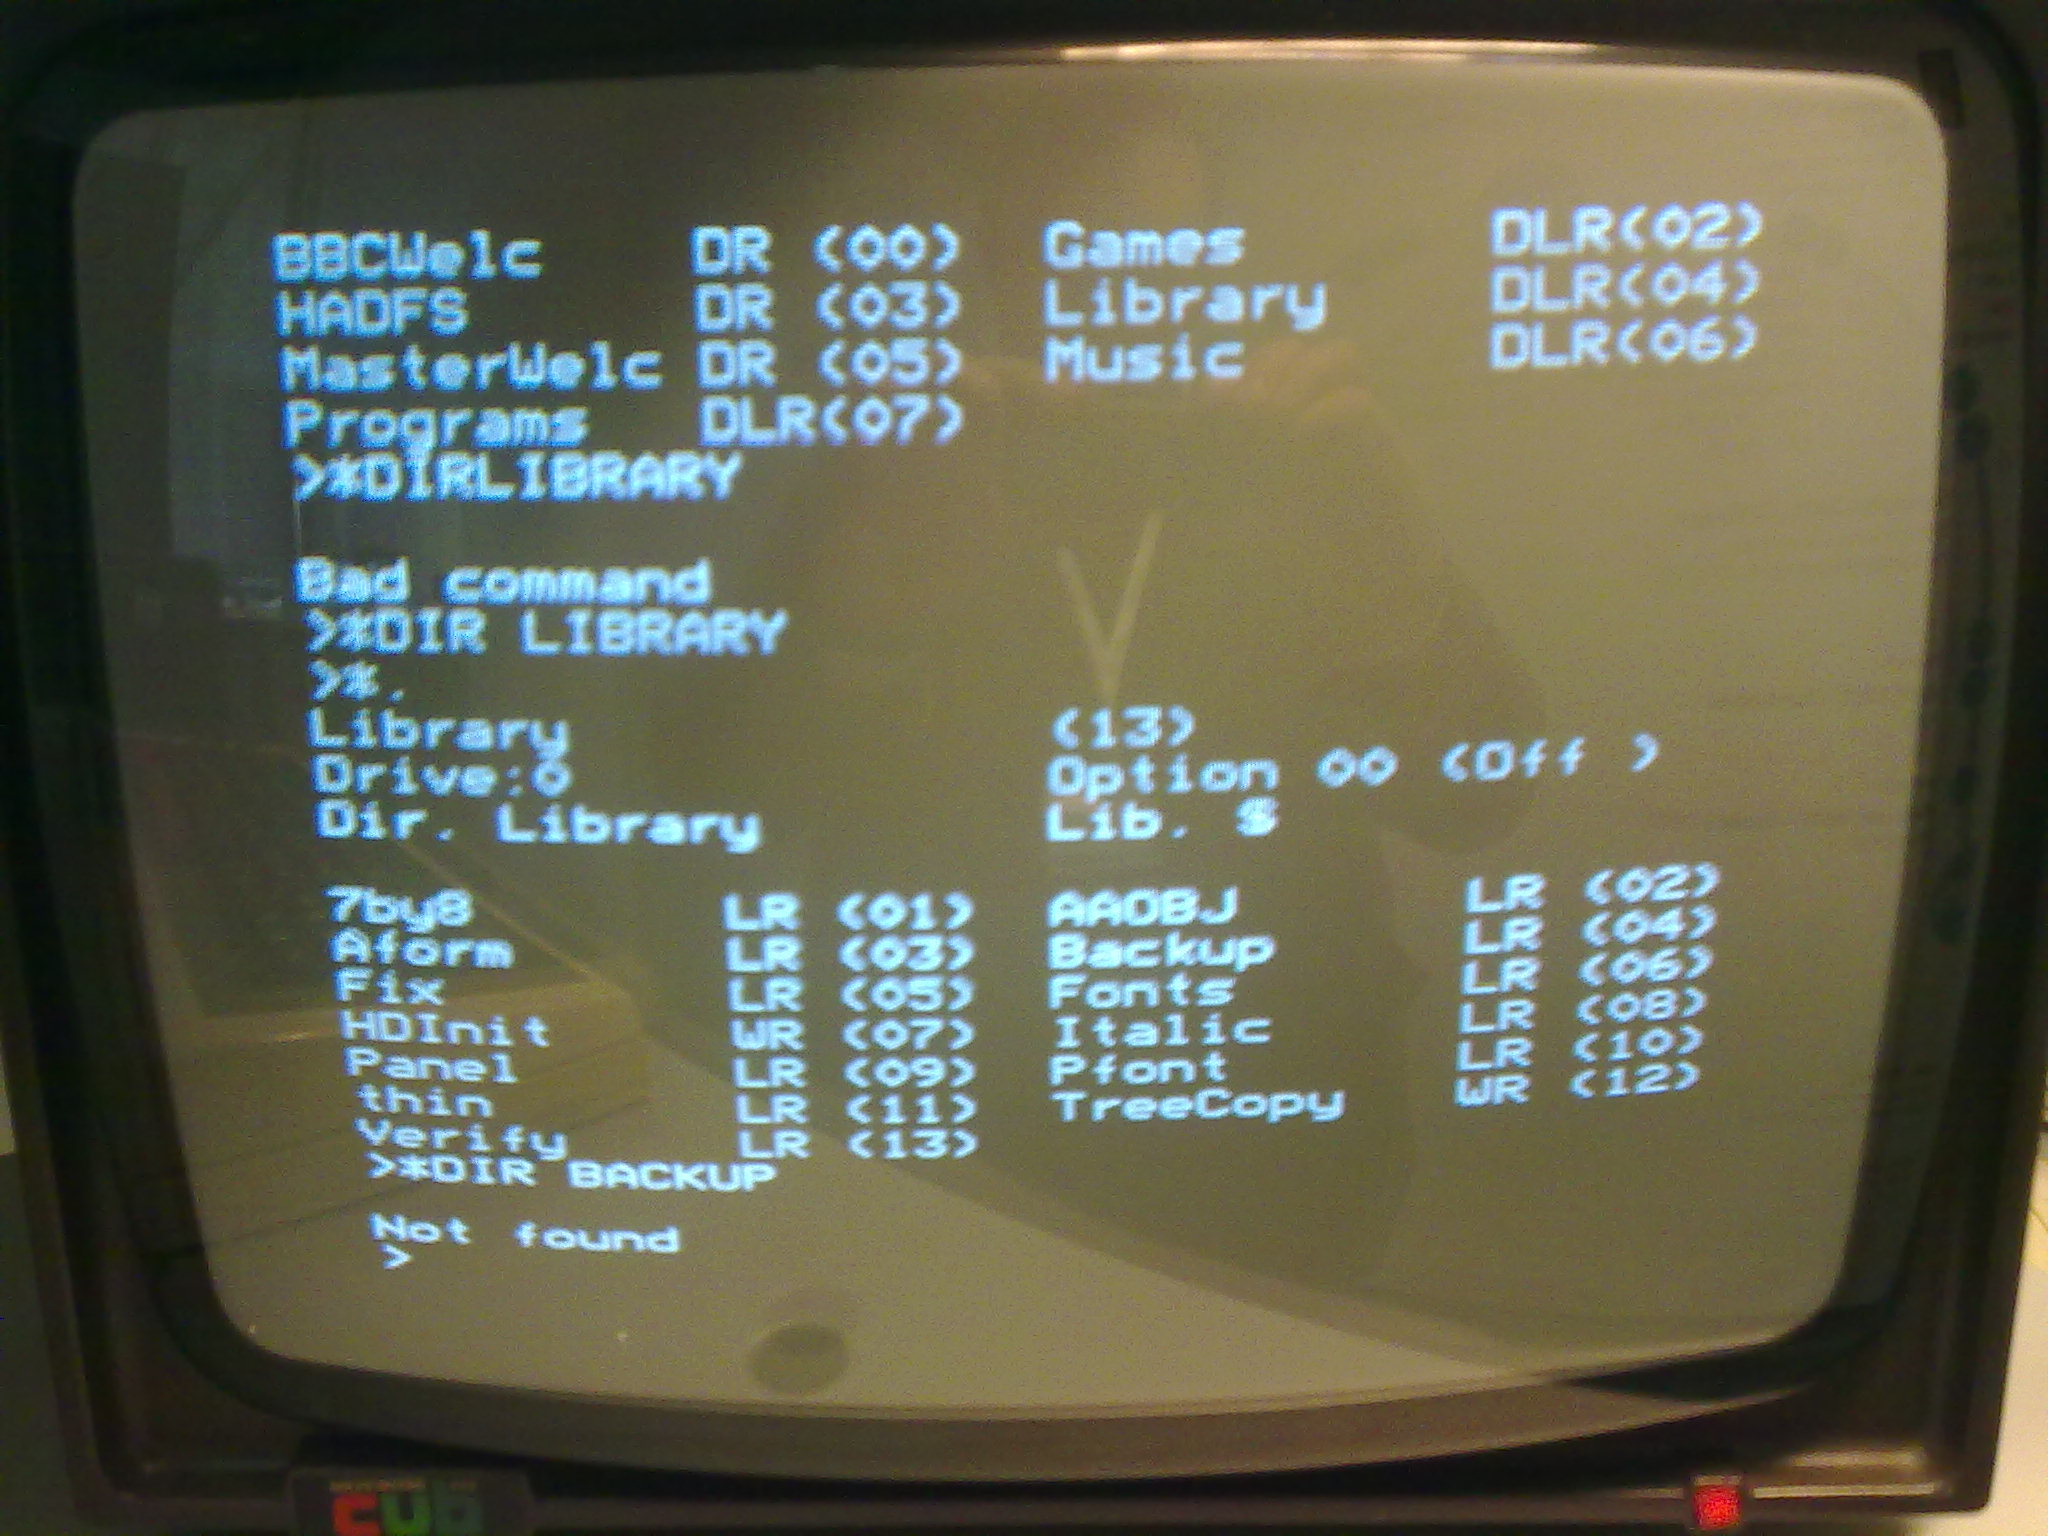 BBCWelc DR (00) Games DLR(02)
HADFS DR (03) Library DLR(04)
MasterWelc DR (05) Music DLR(06)
Programs DLR(07)
>*DIRLIBRARY
Bad command
>*DIR LIBRARY
>*.
Library (13)
Drive:0 Option 00 (Off )
Dir. Library Lib. $
7by8 LR (01) AAOBJ LR (02)
Aform LR (03) Backup LR (04)
Fix LR (05) Fonts LR (06)
HDInit WR (07) Italic LR (08)
Panel LR (09) Pfont LR (10)
thin LR (11) TreeCopy WR (12)
Verify LR (13)
>*DIR BACKUP
Not found
>
cub